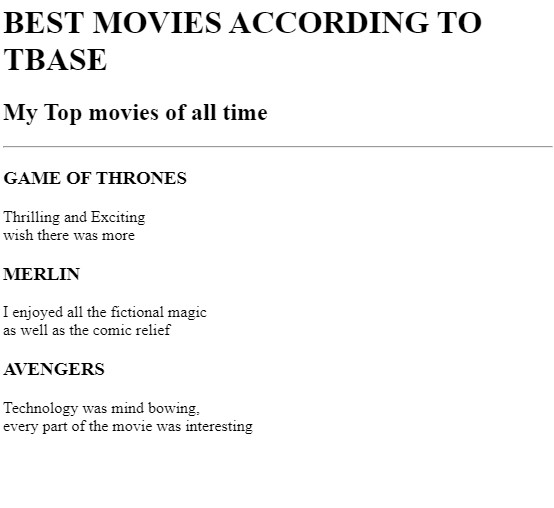 BEST MOVIES ACCORDING TO
TBASE
My Top movies of all time
GAME OF THRONES
Thrilling and Exciting
wish there was more
MERLIN
I enjoyed all the fictional magic
as well as the comic relief
AVENGERS
Technology was mind bowing,
every part of the movie was interesting